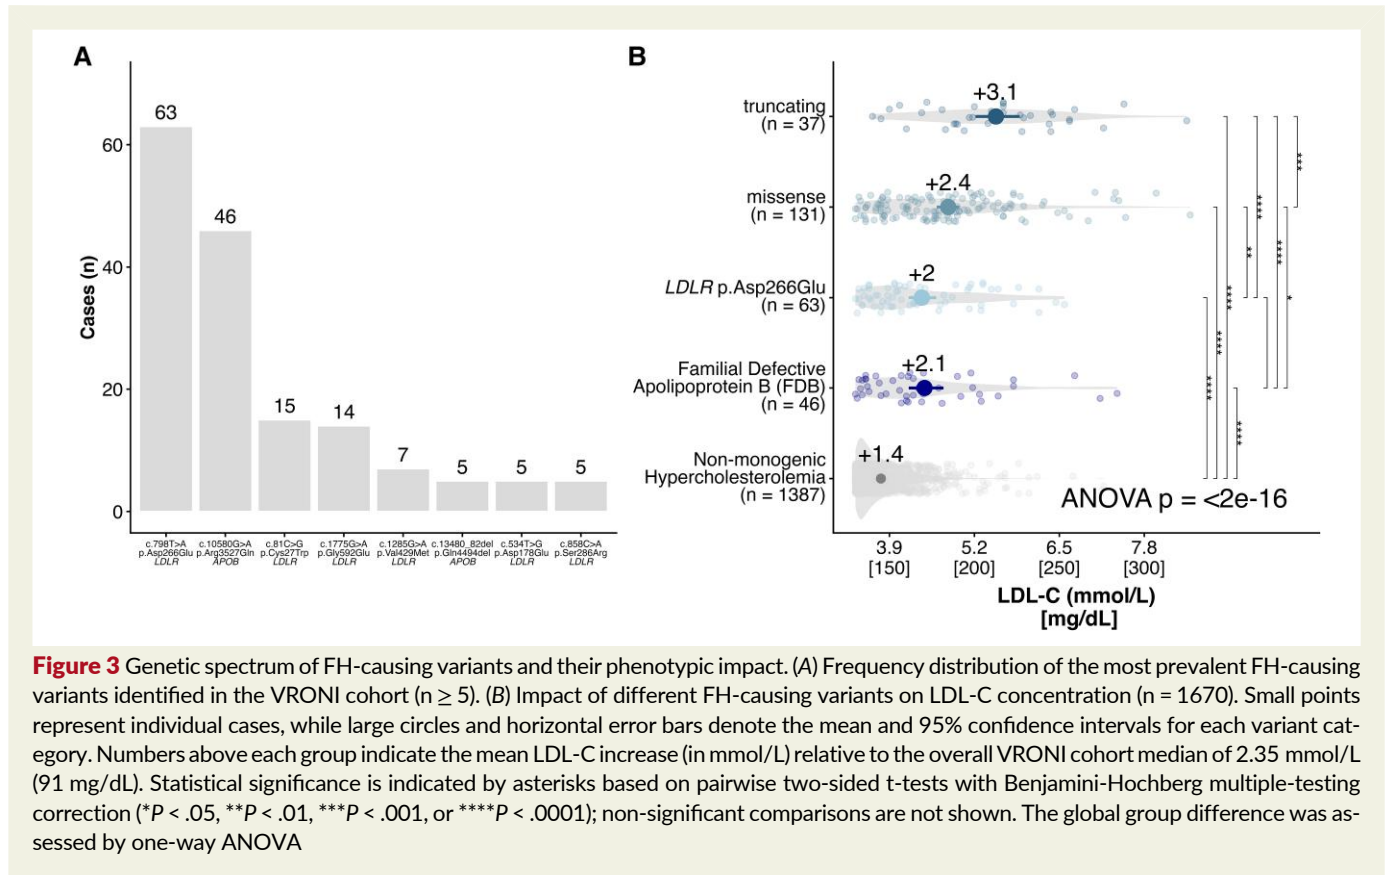 A
Cases (n)
60
40
20
0
63
46
15
14
7
5
5
5
c.798T>A
p.Asp266Glu
LDLR
c.10580G>A
p.Arg3527Gln
APOB
c.81C>G
p.Cys27Trp
LDLR
c.1775G>A
p.Gly592Glu
LDLR
c.1285G>A
p.Val429Met
LDLR
c.13480_82del
p.Gln4494del
APOB
c.534T>G
p.Asp178Glu
LDLR
c.858C>A
p.Ser286Arg
LDLR
B
truncating
(n = 37)
+3.1
missense
(n = 131)
+2.4
LDLR p.Asp266Glu
(n = 63)
+2
Familial Defective
Apolipoprotein B (FDB)
(n = 46)
+2.1
Non-monogenic
Hypercholesterolemia
(n = 1387)
+1.4
****
****
****
****
**
****
****
*
***
ANOVA p = <2e-16
3.9
[150]
5.2
[200]
6.5
[250]
7.8
[300]
LDL-C (mmol/L)
[mg/dL]
Figure 3 Genetic spectrum of FH-causing variants and their phenotypic impact. (A) Frequency distribution of the most prevalent FH-causing
variants identified in the VRONI cohort (n ≥ 5). (B) Impact of different FH-causing variants on LDL-C concentration (n = 1670). Small points
represent individual cases, while large circles and horizontal error bars denote the mean and 95% confidence intervals for each variant cat-
egory. Numbers above each group indicate the mean LDL-C increase (in mmol/L) relative to the overall VRONI cohort median of 2.35 mmol/L
(91 mg/dL). Statistical significance is indicated by asterisks based on pairwise two-sided t-tests with Benjamini-Hochberg multiple-testing
correction (*P < .05, **P < .01, ***P < .001, or ****P < .0001); non-significant comparisons are not shown. The global group difference was as-
sessed by one-way ANOVA